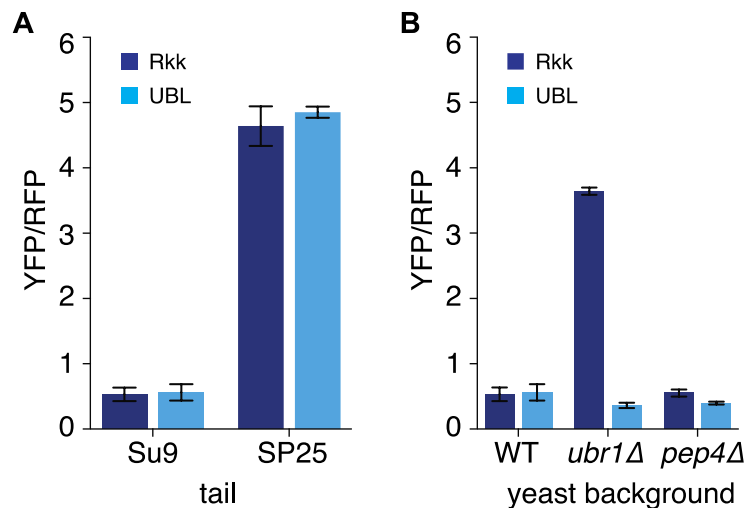 A
YFP/RFP
6
5
4
3
2
1
0
Rkk
UBL
Su9
SP25
tail
B
YFP/RFP
6
5
4
3
2
1
0
Rkk
UBL
WT
ubr1Δ
pep4Δ
yeast background